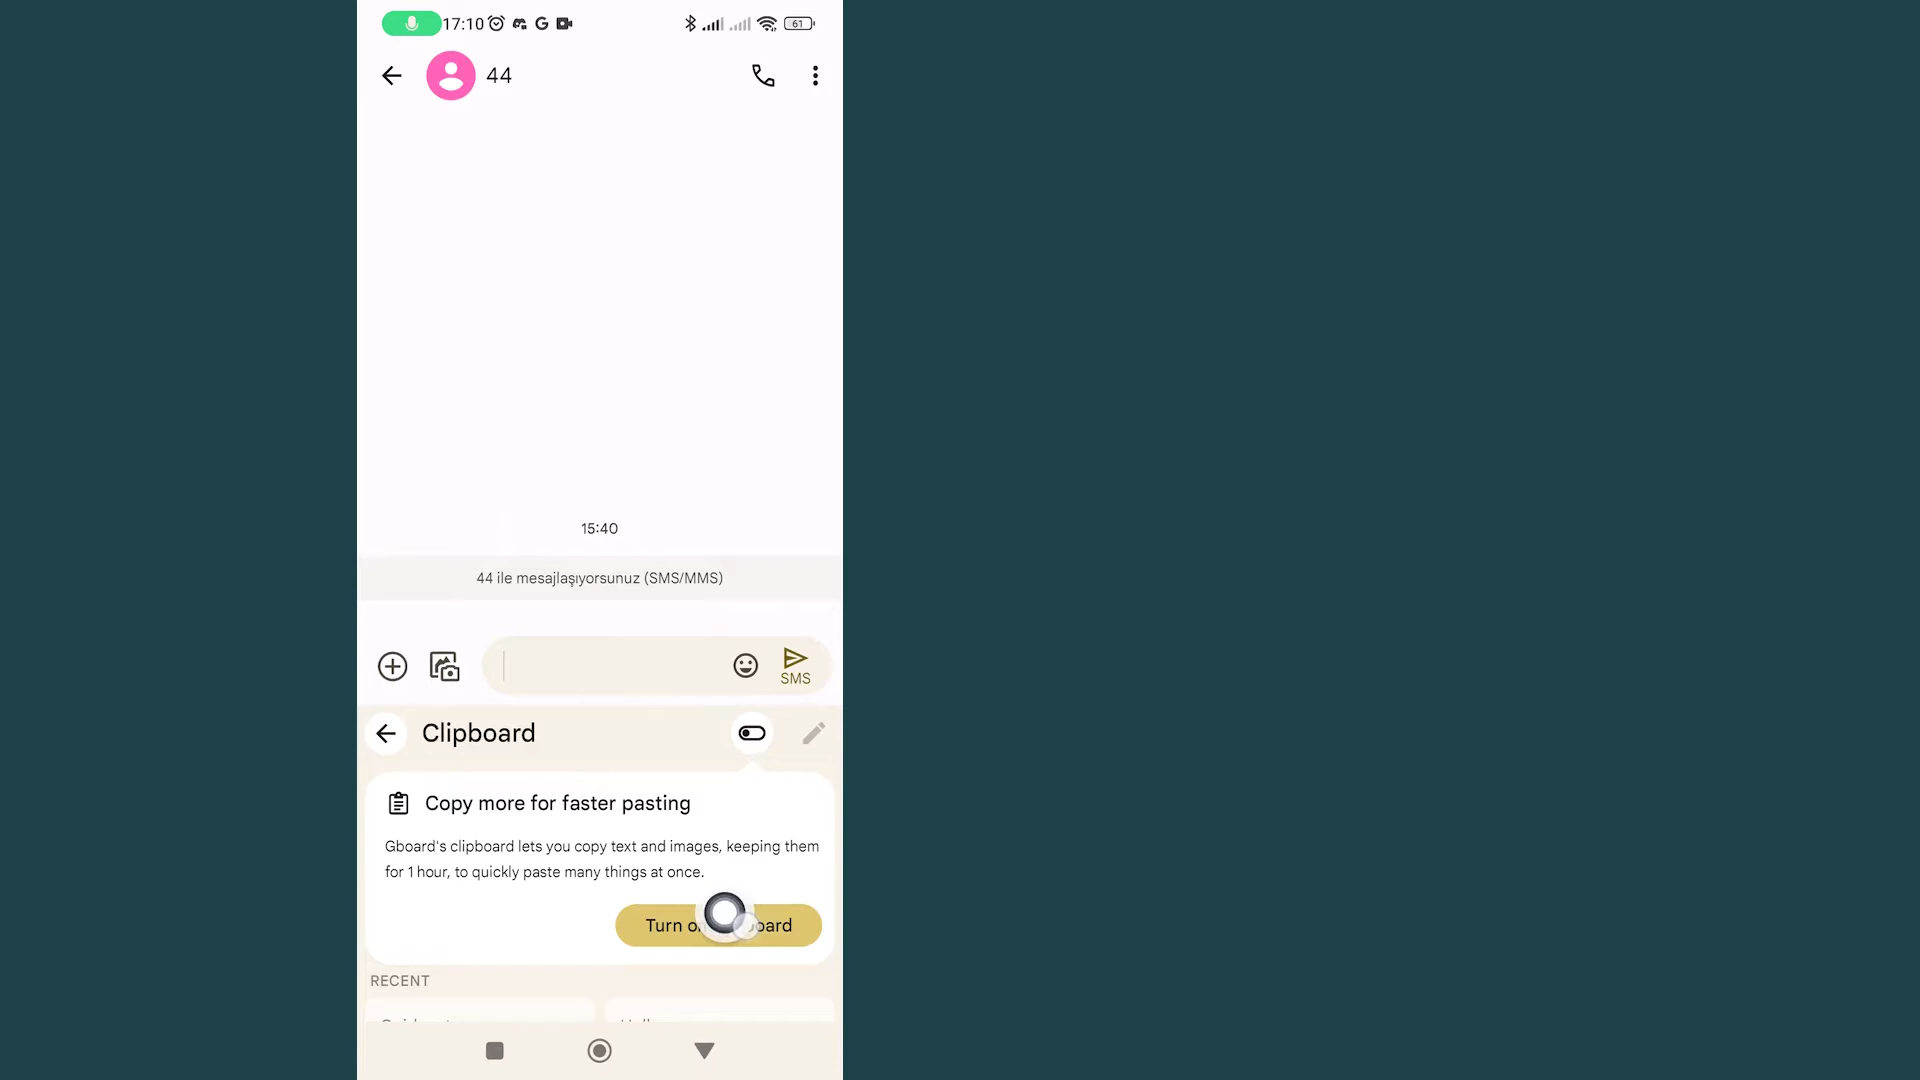 17:10
61
44
15:40
44 ile mesajlaşıyorsunuz (SMS/MMS)
SMS
Clipboard
Copy more for faster pasting
Gboard's clipboard lets you copy text and images, keeping them
for 1 hour, to quickly paste many things at once.
Turn
RECENT